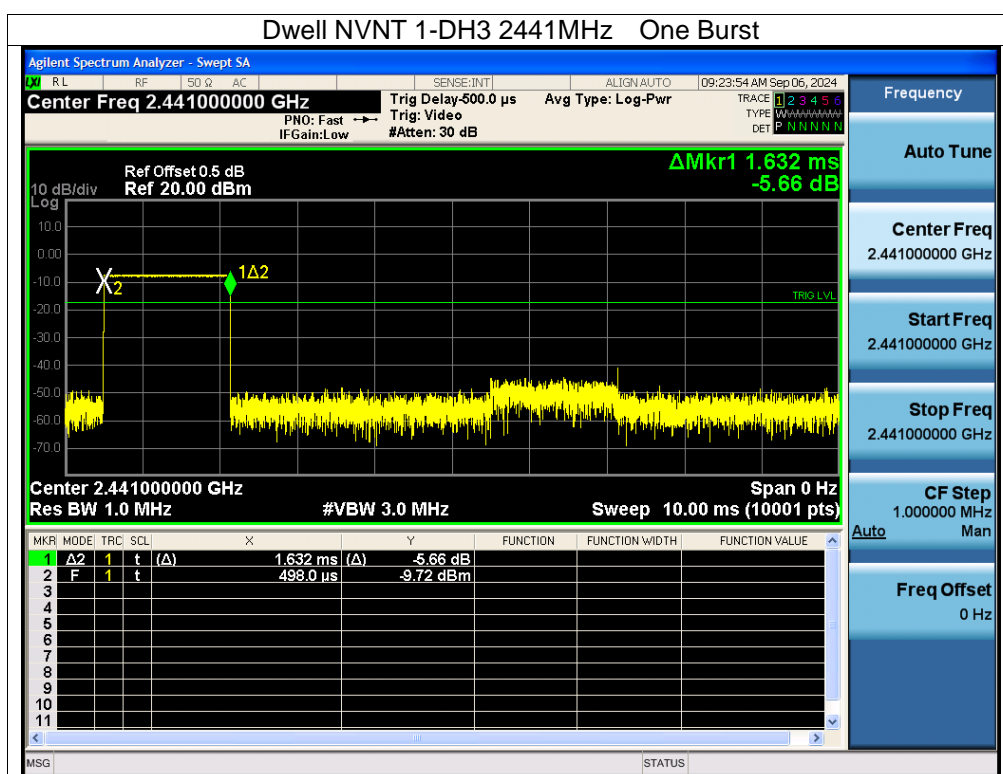 Dwell NVNT 1-DH3 2441MHz One Burst
Agilent Spectrum Analyzer - Swept SA
LXI RL RF 50 Ω AC SENSE:INT ALIGN AUTO 09:23:54 AM Sep 06, 2024
Center Freq 2.441000000 GHz Trig Delay-500.0 µs Avg Type: Log-Pwr TRACE 1 2 3 4 5 6
PNO: Fast Trig: Video TYPE WWWWWW
IFGain:Low #Atten: 30 dB DET P N N N N N
ΔMkr1 1.632 ms
-5.66 dB
Ref Offset 0.5 dB
10 dB/div Ref 20.00 dBm
Log
10.0
0.00
-10.0
-20.0
-30.0
-40.0
-50.0
-60.0
-70.0
2
1Δ2
TRIG LVL
Center 2.441000000 GHz Span 0 Hz
Res BW 1.0 MHz #VBW 3.0 MHz Sweep 10.00 ms (10001 pts)
MKR MODE TRC SCL X Y FUNCTION FUNCTION WIDTH FUNCTION VALUE
1 Δ2 1 t (Δ) 1.632 ms (Δ) -5.66 dB
2 F 1 t 498.0 µs -9.72 dBm
3
4
5
6
7
8
9
10
11
MSG STATUS
Frequency
Auto Tune
Center Freq
2.441000000 GHz
Start Freq
2.441000000 GHz
Stop Freq
2.441000000 GHz
CF Step
1.000000 MHz
Auto Man
Freq Offset
0 Hz